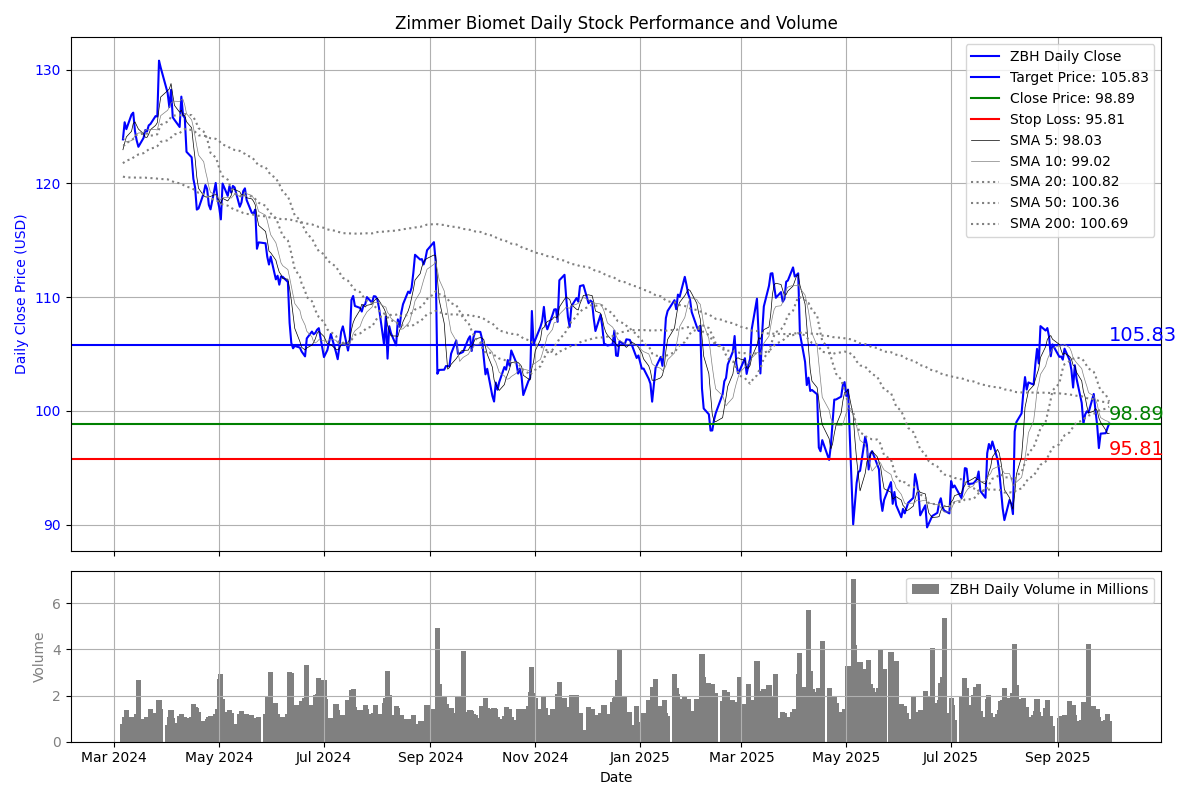 Zimmer Biomet Daily Stock Performance and Volume
Daily Close Price (USD)
130
120
110
100
90
ZBH Daily Close
Target Price: 105.83
Close Price: 98.89
Stop Loss: 95.81
SMA 5: 98.03
SMA 10: 99.02
SMA 20: 100.82
SMA 50: 100.36
SMA 200: 100.69
105.83
98.89
95.81
Volume
6
4
2
0
ZBH Daily Volume in Millions
Mar 2024 May 2024 Jul 2024 Sep 2024 Nov 2024 Jan 2025 Mar 2025 May 2025 Jul 2025 Sep 2025
Date